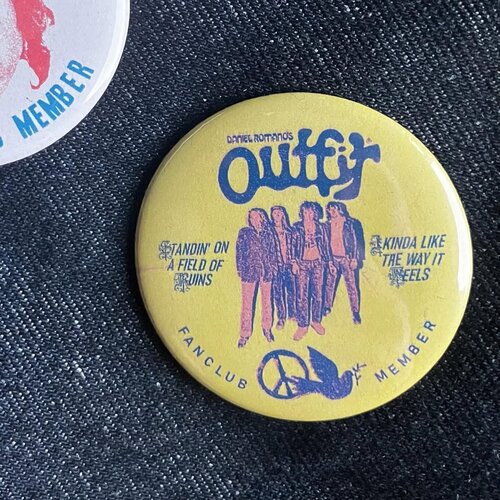 MEMBER
DANIEL ROMANO'S
Outfit
STANDIN' ON
A FIELD OF
RUINS
I KINDA LIKE
THE WAY IT
FEELS
FANCLUB MEMBER